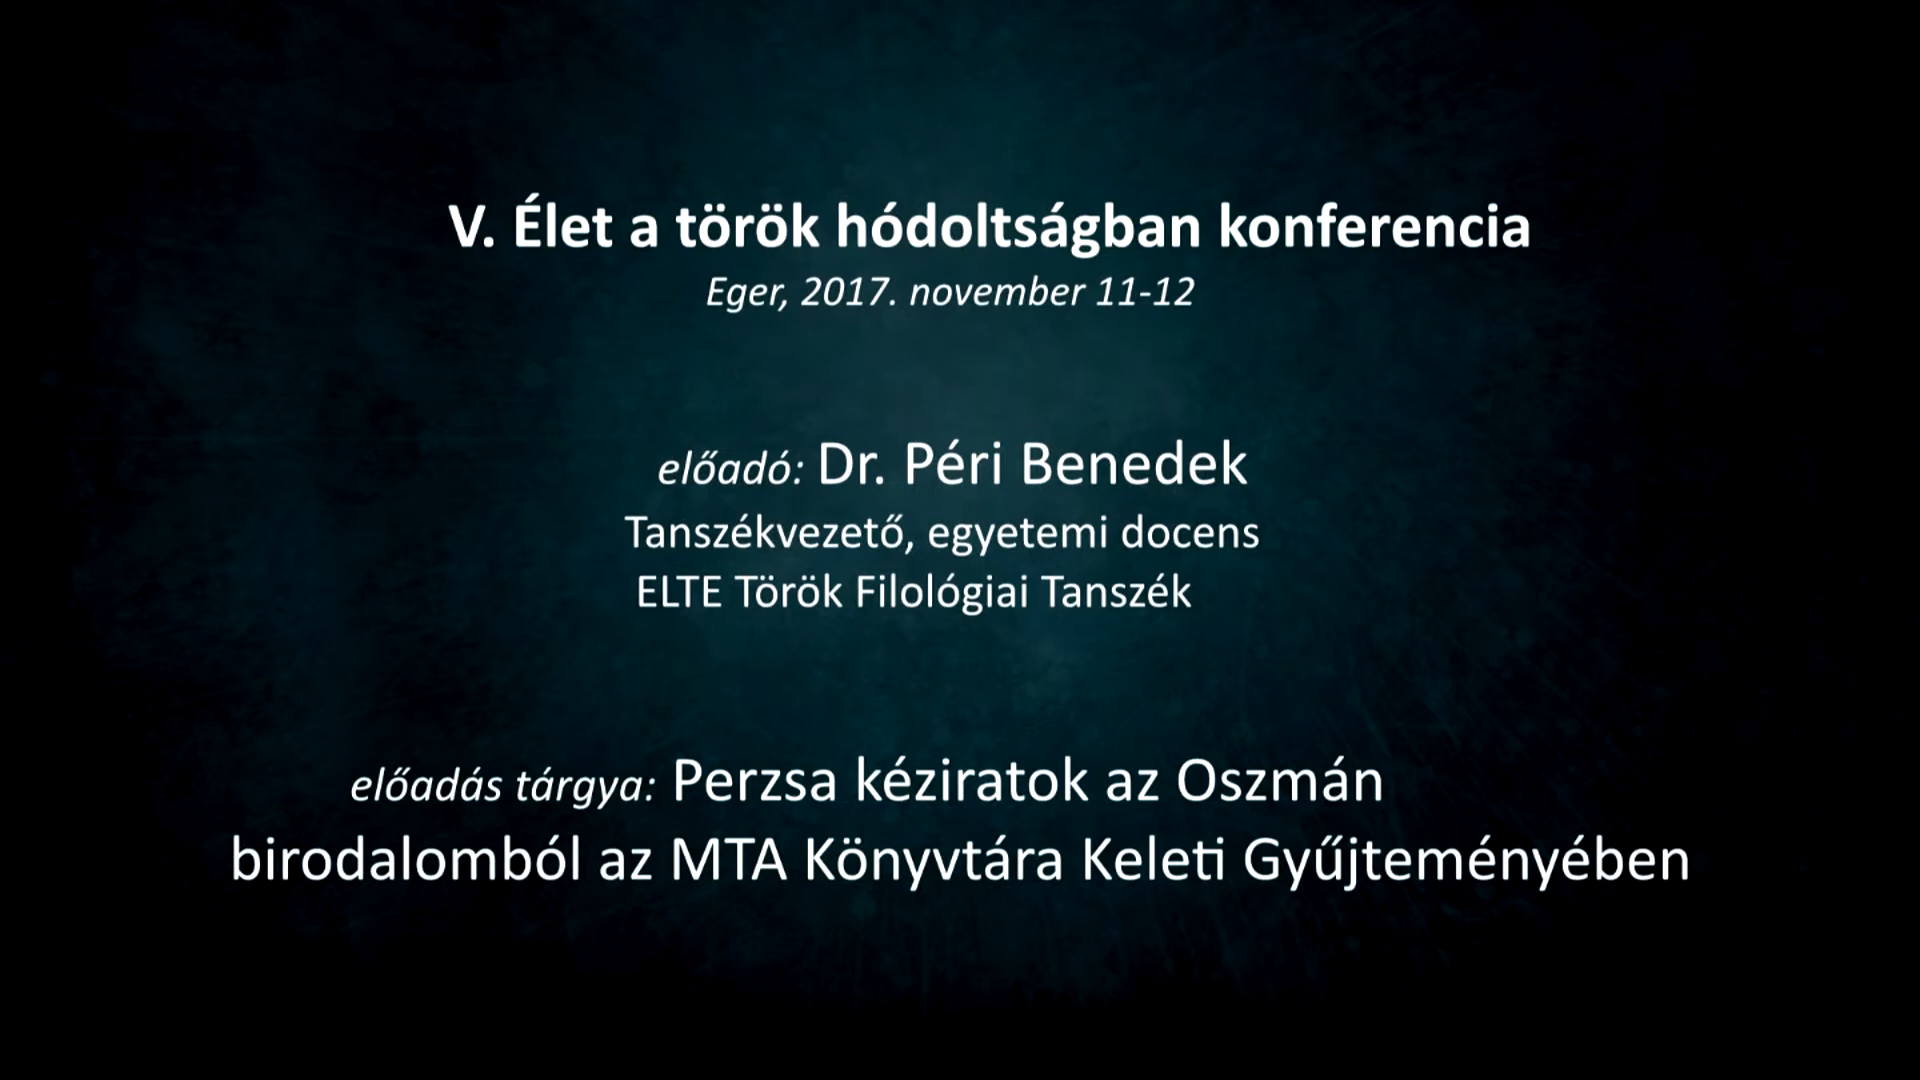 V. Élet a török hódoltságban konferencia
Eger, 2017. november 11-12
előadó: Dr. Péri Benedek
Tanszékvezető, egyetemi docens
ELTE Török Filológiai Tanszék
előadás tárgya: Perzsa kéziratok az Oszmán
birodalomból az MTA Könyvtára Keleti Gyűjteményében